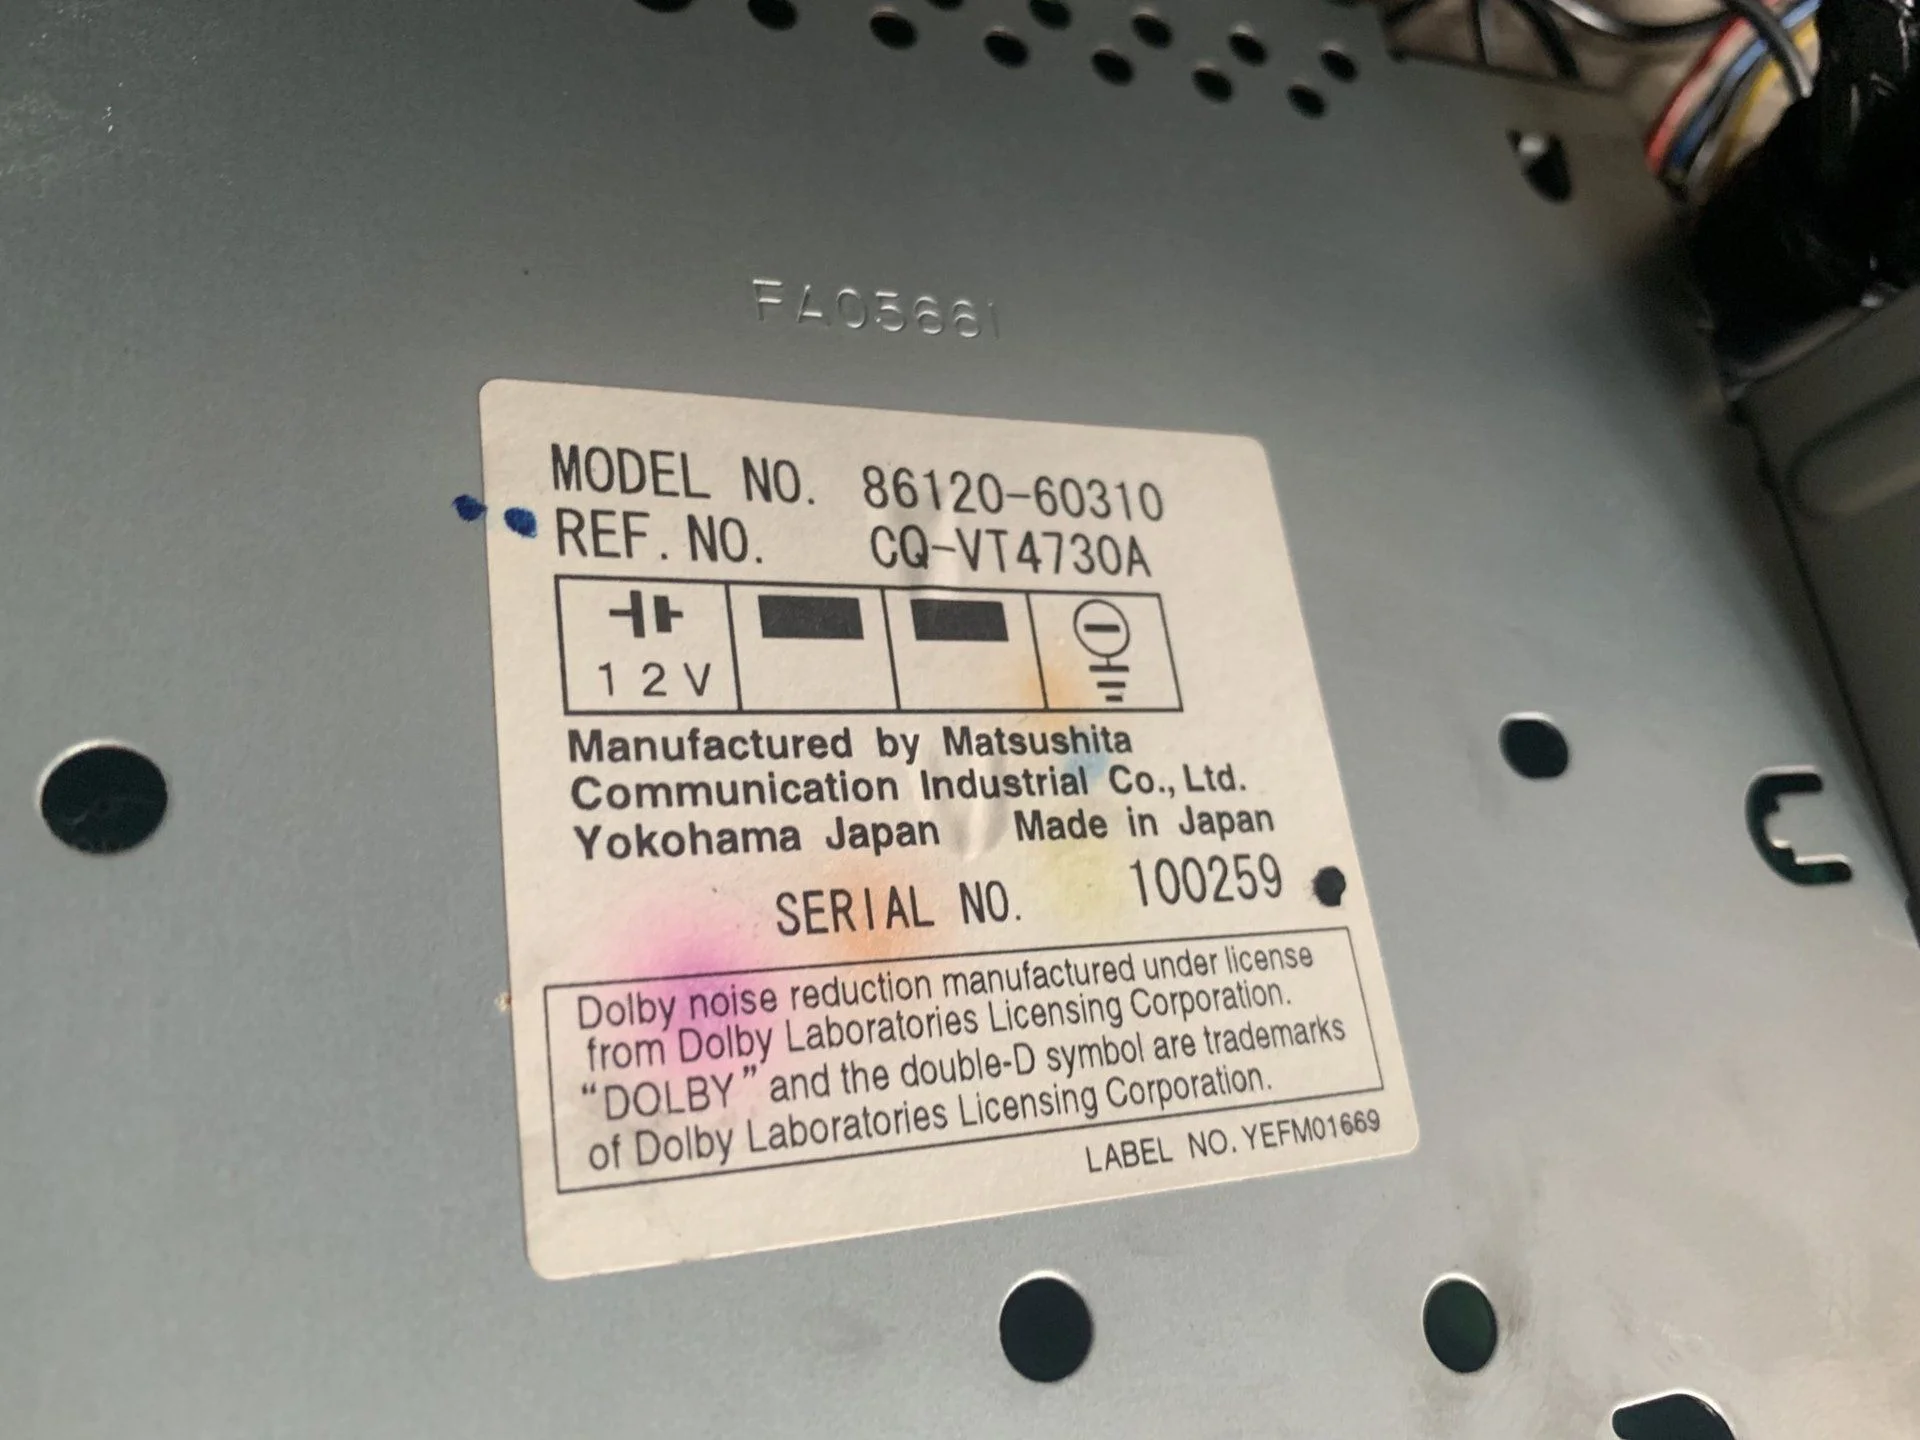 FA05661
MODEL NO. 86120-60310
REF. NO. CQ-VT4730A
12V
Manufactured by Matsushita
Communication Industrial Co., Ltd.
Yokohama Japan Made in Japan
SERIAL NO. 100259
Dolby noise reduction manufactured under license
from Dolby Laboratories Licensing Corporation.
“DOLBY” and the double-D symbol are trademarks
of Dolby Laboratories Licensing Corporation.
LABEL NO. YEFM01669